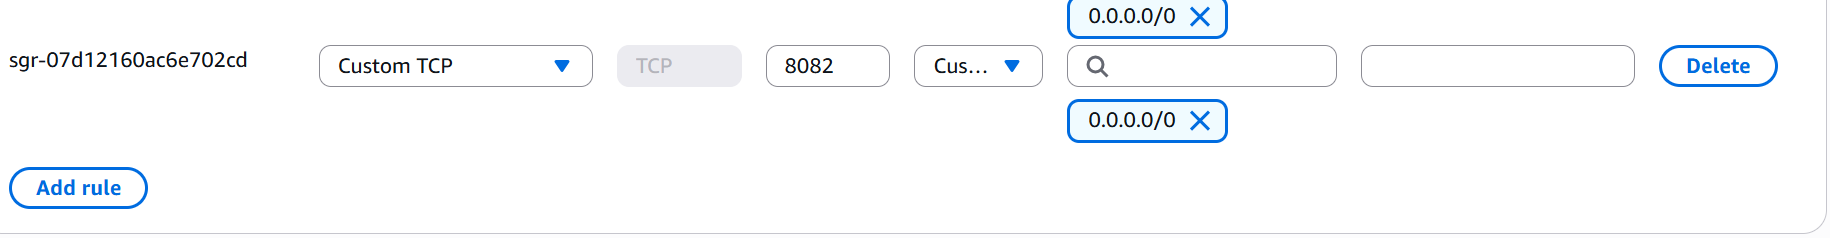 0.0.0.0/0
sgr-07d12160ac6e702cd
Custom TCP
TCP
8082
Cus...
Delete
0.0.0.0/0
Add rule